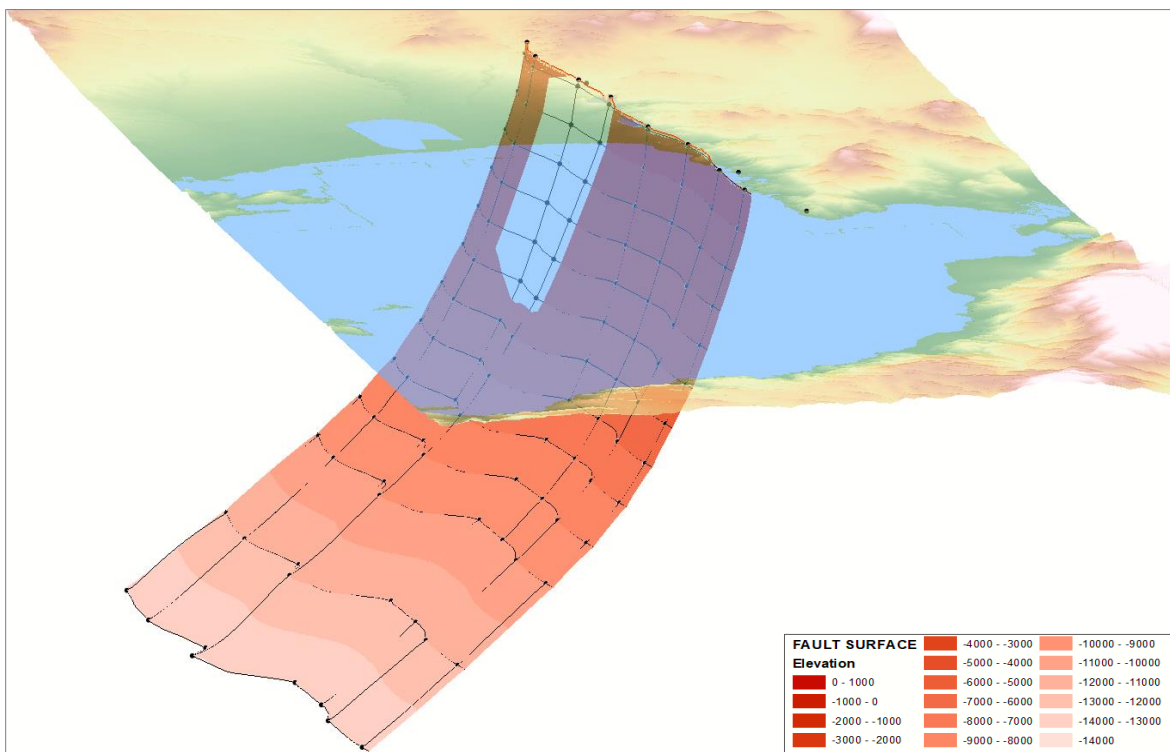 FAULT SURFACE
Elevation
0 - 1000
-1000 - 0
-2000 - -1000
-3000 - -2000
-4000 - -3000
-5000 - -4000
-6000 - -5000
-7000 - -6000
-8000 - -7000
-9000 - -8000
-10000 - -9000
-11000 - -10000
-12000 - -11000
-13000 - -12000
-14000 - -13000
-14000